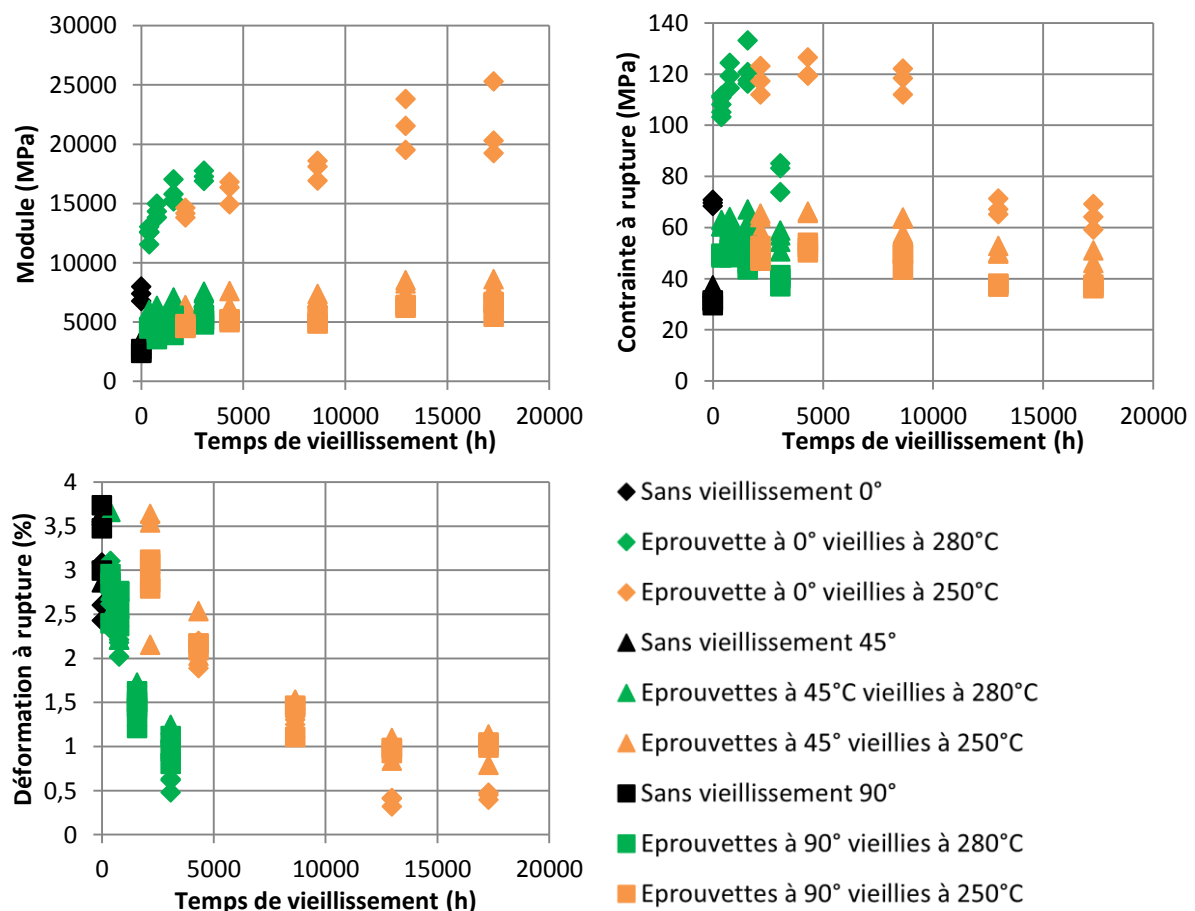 Module (MPa)
30000
25000
20000
15000
10000
5000
0
0 5000 10000 15000 20000
Temps de vieillissement (h)
Contrainte à rupture (MPa)
140
120
100
80
60
40
20
0
0 5000 10000 15000 20000
Temps de vieillissement (h)
Déformation à rupture (%)
4
3,5
3
2,5
2
1,5
1
0,5
0
0 5000 10000 15000 20000
Temps de vieillissement (h)
Sans vieillissement 0°
Eprouvette à 0° vieillies à 280°C
Eprouvette à 0° vieillies à 250°C
Sans vieillissement 45°
Eprouvettes à 45°C vieillies à 280°C
Eprouvettes à 45° vieillies à 250°C
Sans vieillissement 90°
Eprouvettes à 90° vieillies à 280°C
Eprouvettes à 90° vieillies à 250°C